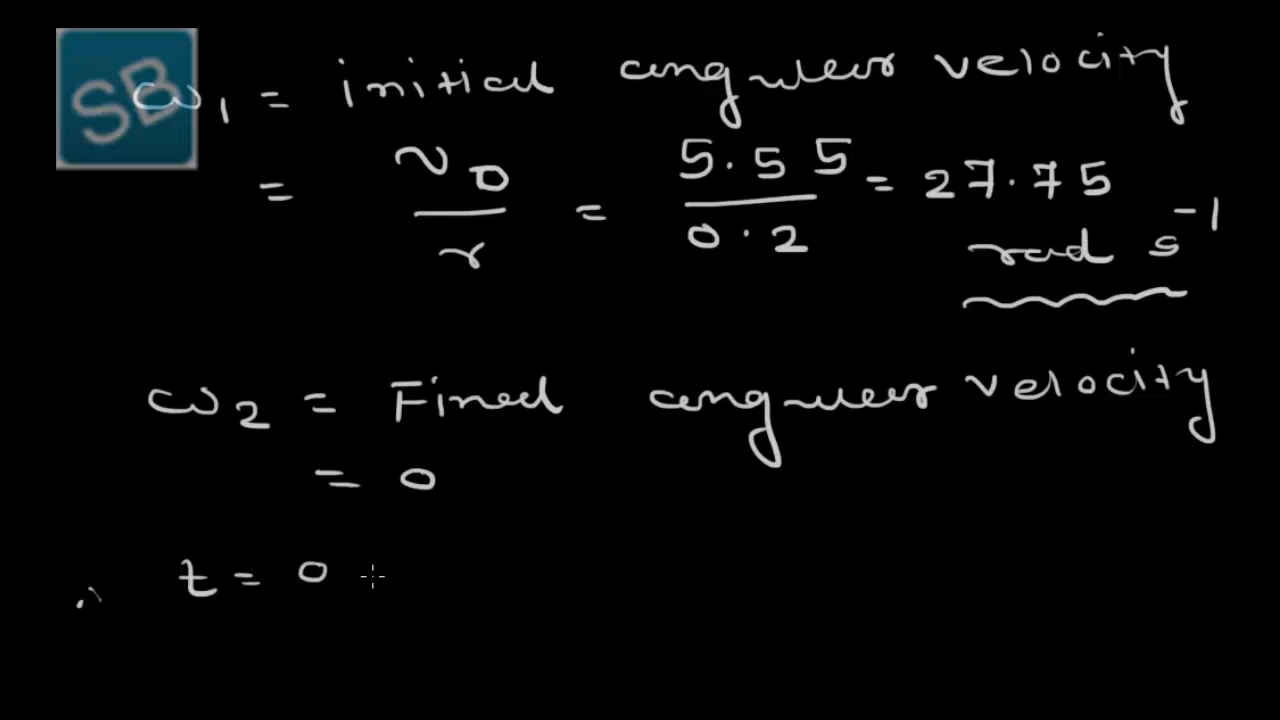 SB
ω₁ = initial angular velocity
= v₀/r = 5.55/0.2 = 27.75
rad s⁻¹
ω₂ = Final angular velocity
= 0
∴ t = 0